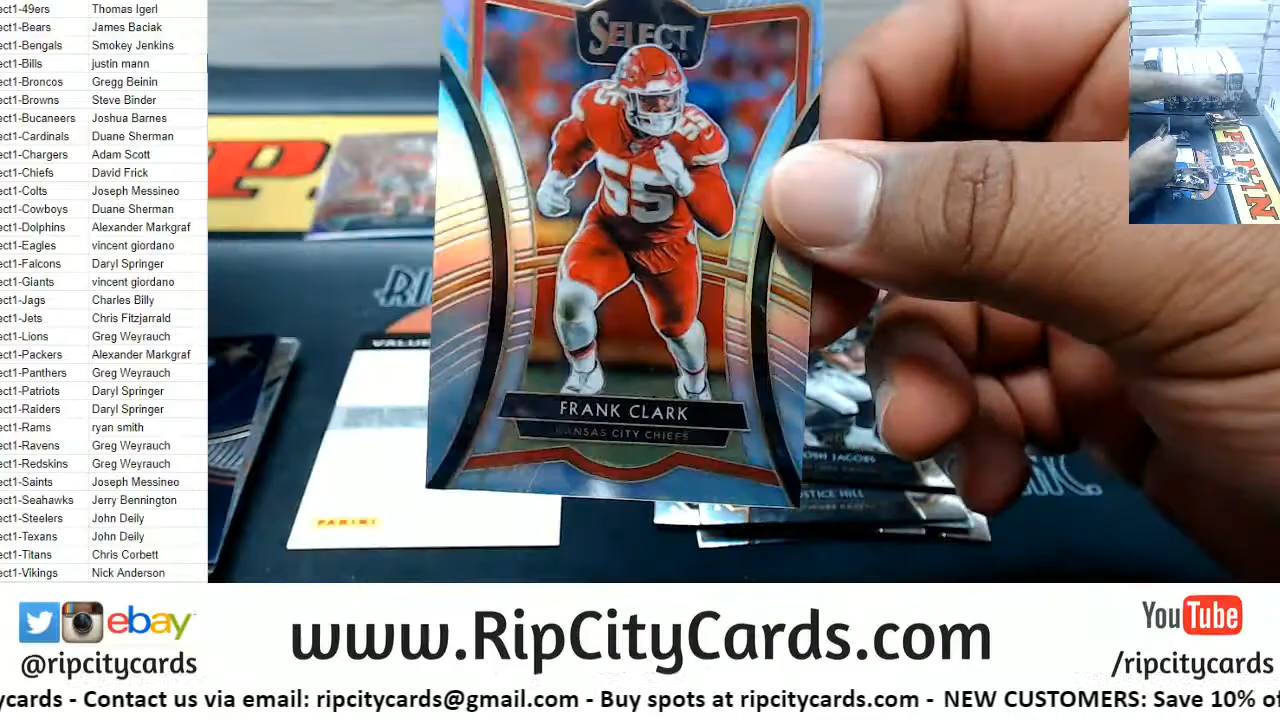 ect1-49ers Thomas Igerl
ect1-Bears James Baciak
ect1-Bengals Smokey Jenkins
ect1-Bills justin mann
ect1-Broncos Gregg Beinin
ect1-Browns Steve Binder
ect1-Bucaneers Joshua Barnes
ect1-Cardinals Duane Sherman
ect1-Chargers Adam Scott
ect1-Chiefs David Frick
ect1-Colts Joseph Messineo
ect1-Cowboys Duane Sherman
ect1-Dolphins Alexander Markgraf
ect1-Eagles vincent giordano
ect1-Falcons Daryl Springer
ect1-Giants vincent giordano
ect1-Jags Charles Billy
ect1-Jets Chris Fitzjarrald
ect1-Lions Greg Weyrauch
ect1-Packers Alexander Markgraf
ect1-Panthers Greg Weyrauch
ect1-Patriots Daryl Springer
ect1-Raiders Daryl Springer
ect1-Rams ryan smith
ect1-Ravens Greg Weyrauch
ect1-Redskins Greg Weyrauch
ect1-Saints Joseph Messineo
ect1-Seahawks Jerry Bennington
ect1-Steelers John Deily
ect1-Texans John Deily
ect1-Titans Chris Corbett
ect1-Vikings Nick Anderson
SELECT
55
55
55
FRANK CLARK
KANSAS CITY CHIEFS
PANINI
JACOBS
HILL
ebay
@ripcitycards
www.RipCityCards.com
YouTube
/ripcitycards
ycards - Contact us via email: ripcitycards@gmail.com - Buy spots at ripcitycards.com - NEW CUSTOMERS: Save 10% of